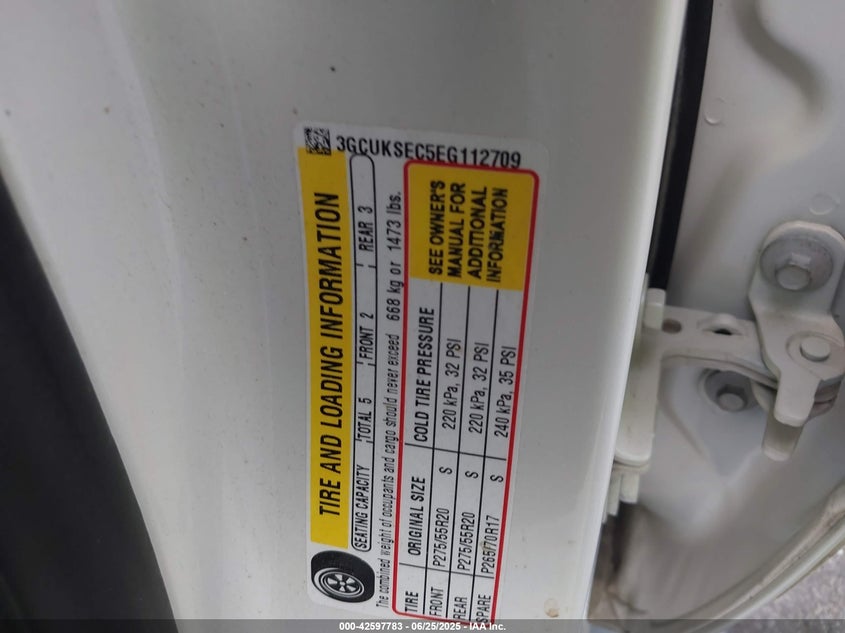 3GCUKSEC5EG112709
TIRE AND LOADING INFORMATION
SEATING CAPACITY TOTAL 5 FRONT 2 REAR 3
The combined weight of occupants and cargo should never exceed 668 kg or 1473 lbs.
TIRE ORIGINAL SIZE COLD TIRE PRESSURE
FRONT P275/55R20 S 220 kPa, 32 PSI
REAR P275/55R20 S 220 kPa, 32 PSI
SPARE P265/70R17 S 240 kPa, 35 PSI
SEE OWNER'S
MANUAL FOR
ADDITIONAL
INFORMATION
000-42597783 - 06/25/2025 - IAA Inc.